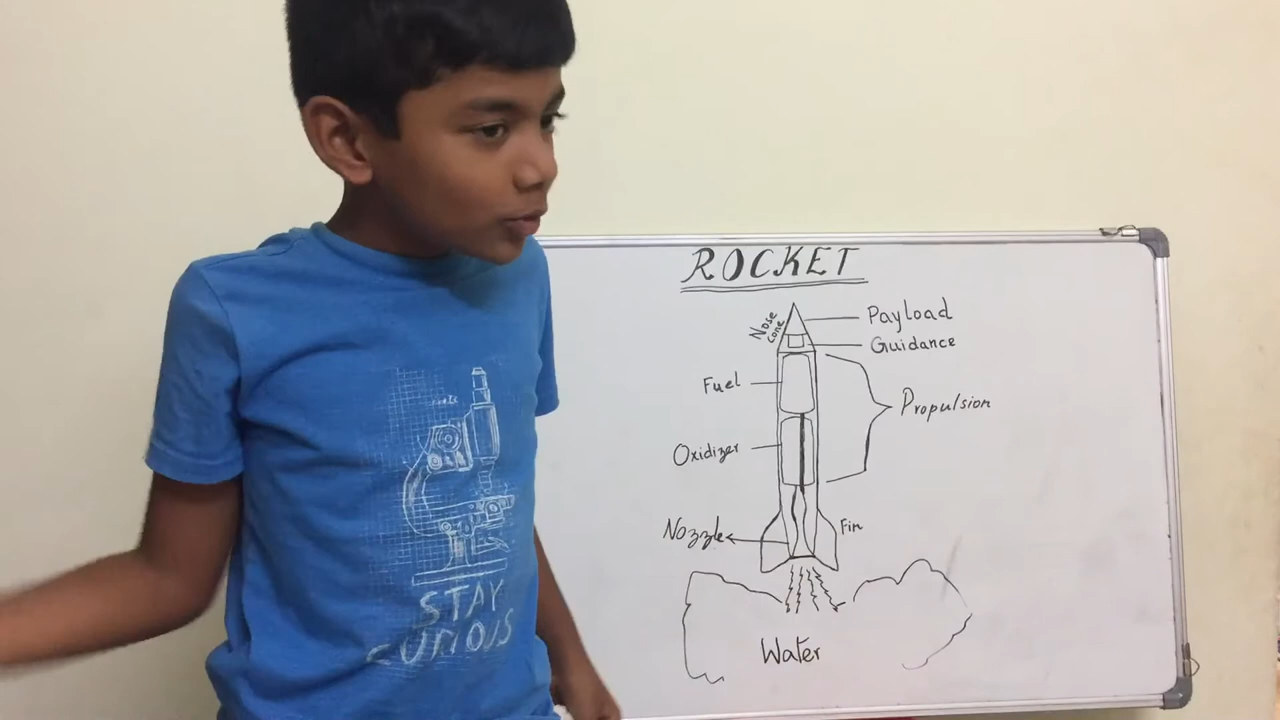 ROCKET
Nose cone
Payload
Guidance
Fuel
Propulsion
Oxidizer
Nozzle
Fin
Water
STAY
CURIOUS